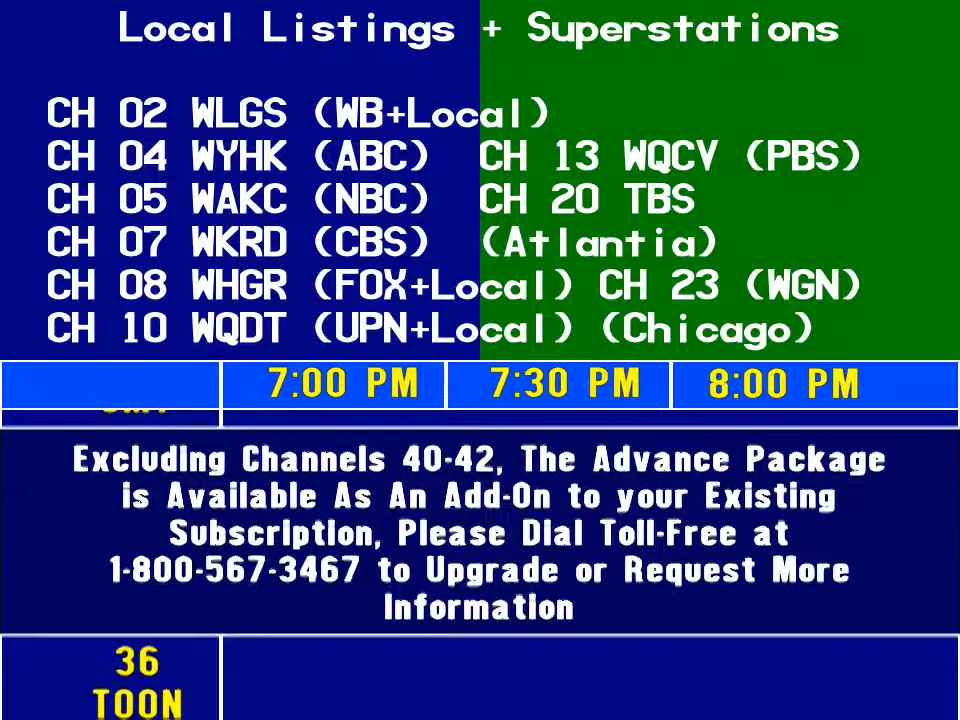 Local Listings + Superstations
CH 02 WLGS (WB+Local)
CH 04 WYHK (ABC) CH 13 WQCV (PBS)
CH 05 WAKC (NBC) CH 20 TBS
CH 07 WKRD (CBS) (Atlantia)
CH 08 WHGR (FOX+Local) CH 23 (WGN)
CH 10 WQDT (UPN+Local) (Chicago)
7:00 PM 7:30 PM 8:00 PM
Excluding Channels 40-42, The Advance Package
is Available As An Add-On to your Existing
Subscription, Please Dial Toll-Free at
1-800-567-3467 to Upgrade or Request More
Information
36
TOON